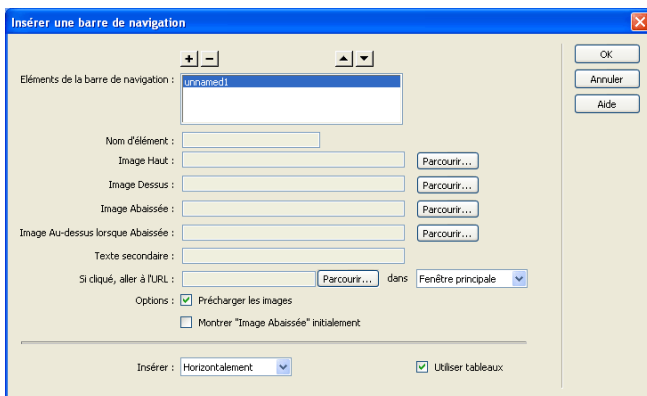 Insérer une barre de navigation
OK
Eléments de la barre de navigation : unnamed1 Annuler
Aide
Nom d'élément :
Image Haut : Parcourir...
Image Dessus : Parcourir...
Image Abaissée : Parcourir...
Image Au-dessus lorsque Abaissée : Parcourir...
Texte secondaire :
Si cliqué, aller à l'URL : Parcourir... dans Fenêtre principale
Options : Précharger les images
Montrer "Image Abaissée" initialement
Insérer : Horizontalement Utiliser tableaux